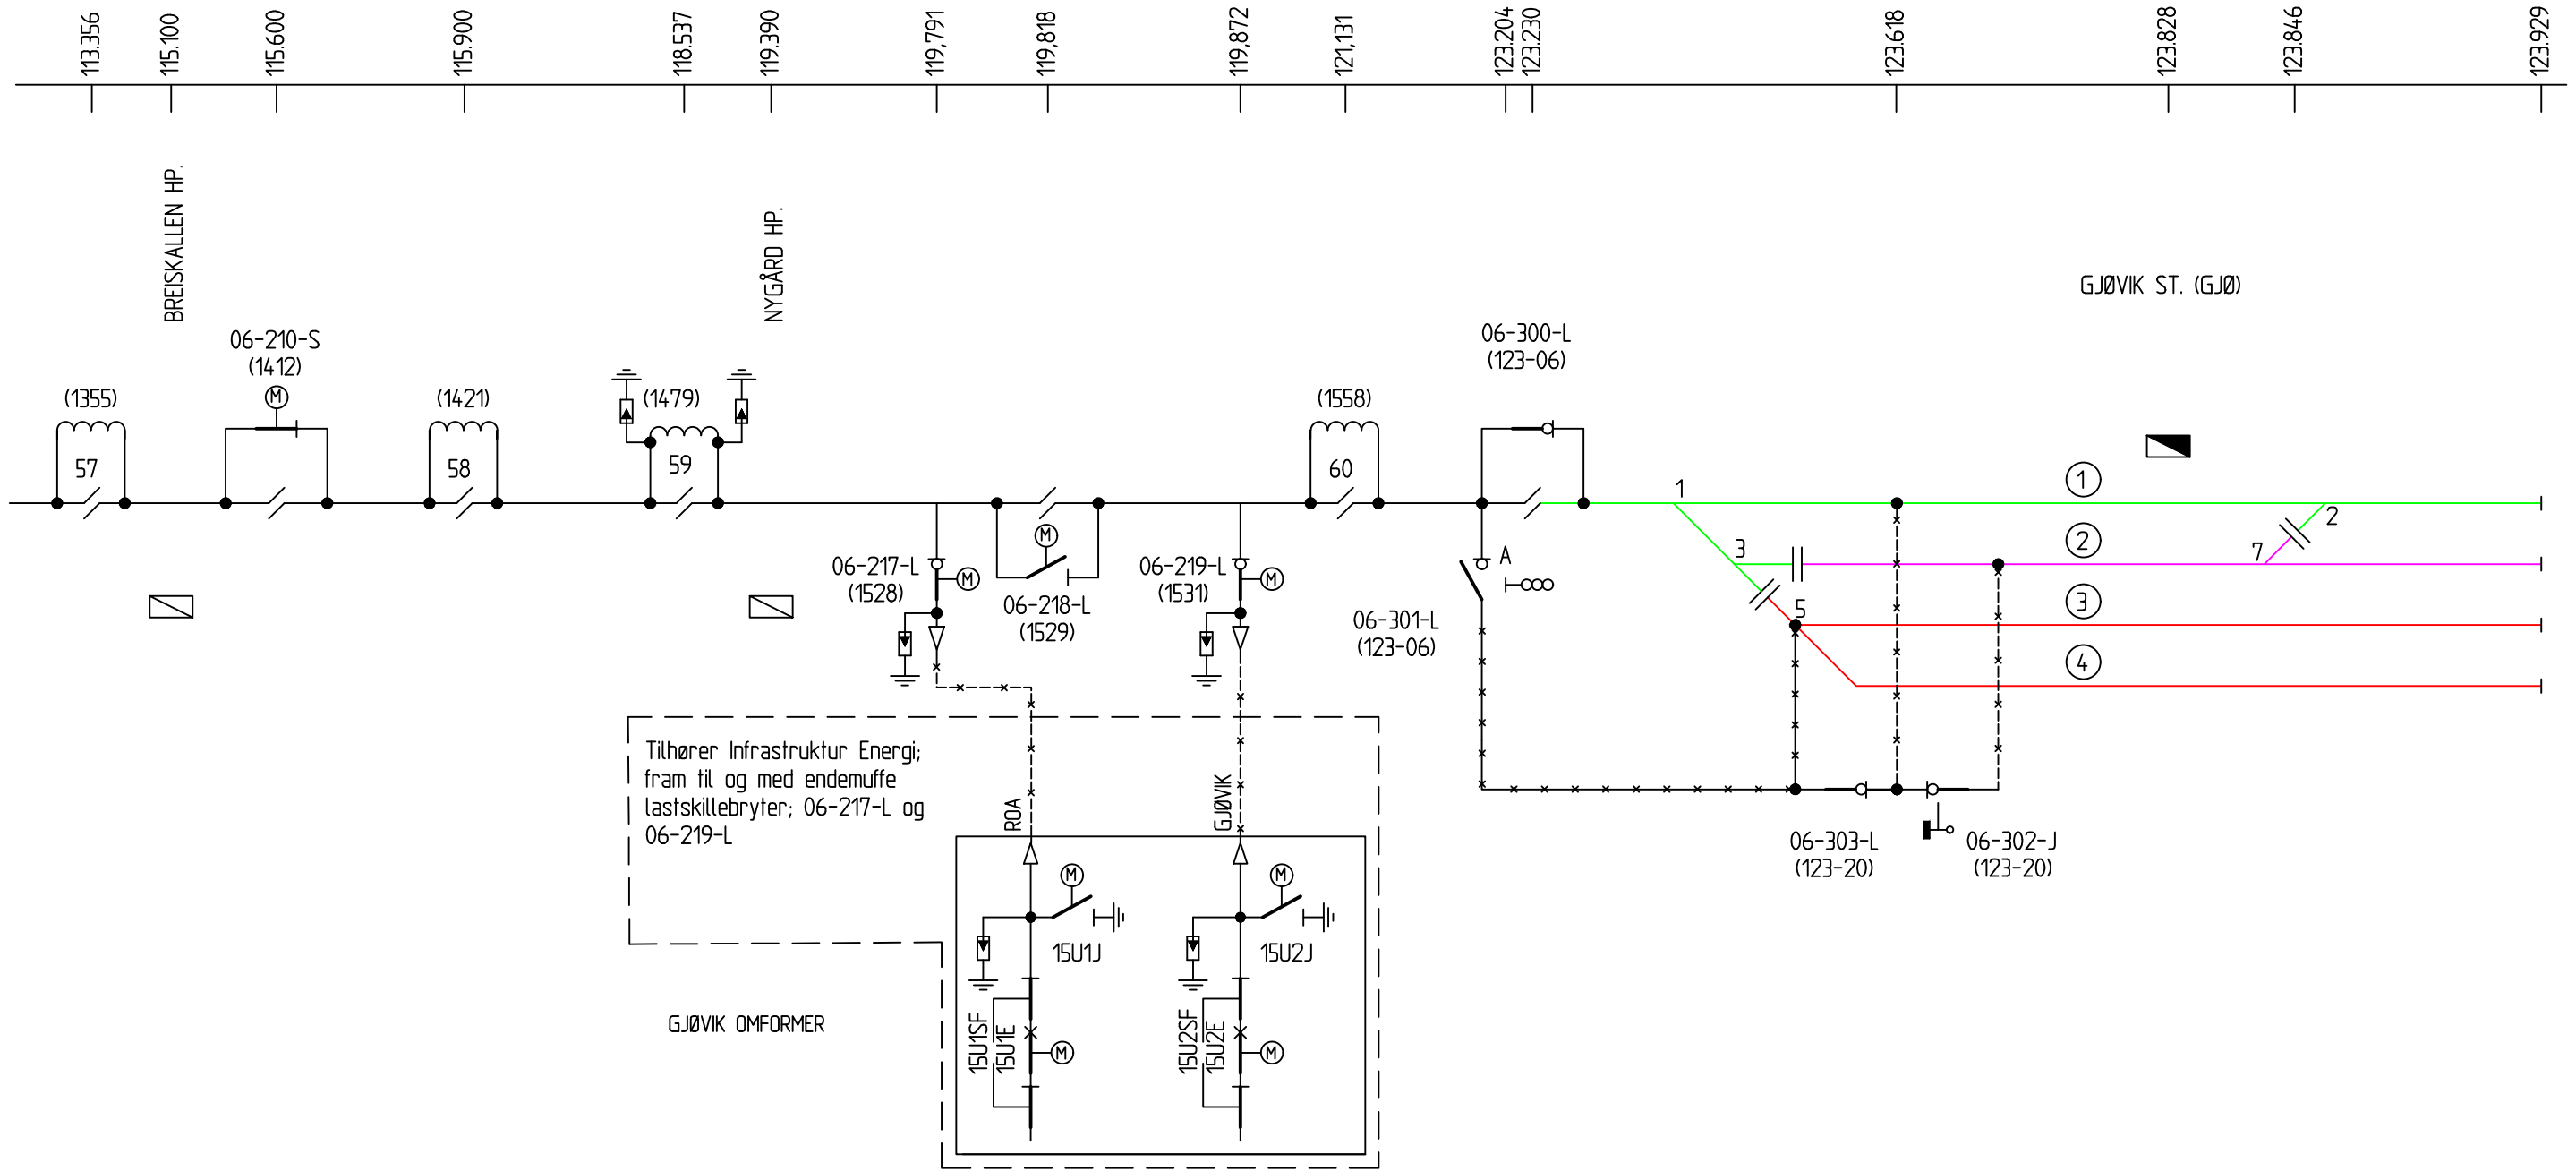 113.356
115.100
115.600
115.900
118.537
119.390
119,791
119,818
119,872
121,131
123.204
123.230
123.618
123.828
123.846
123.929
BREISKALLEN HP.
NYGÅRD HP.
GJØVIK ST. (GJØ)
06-210-S
(1412)
M
06-300-L
(123-06)
(1355)
(1421)
(1479)
(1558)
57
58
59
60
1
1
2
2
3
7
5
3
4
06-217-L
(1528)
M
M
06-218-L
(1529)
06-219-L
(1531)
M
A
06-301-L
(123-06)
Tilhører Infrastruktur Energi;
fram til og med endemuffe
lastskillebryter; 06-217-L og
06-219-L
ROA
GJØVIK
06-303-L
(123-20)
06-302-J
(123-20)
M
15U1J
M
15U2J
GJØVIK OMFORMER
15U1SF
15U1E
M
15U2SF
15U2E
M